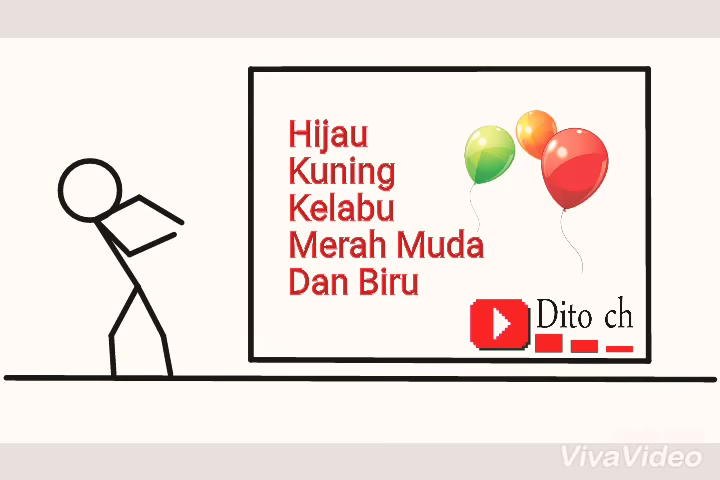 Hijau
Kuning
Kelabu
Merah Muda
Dan Biru
Dito ch
VivaVideo